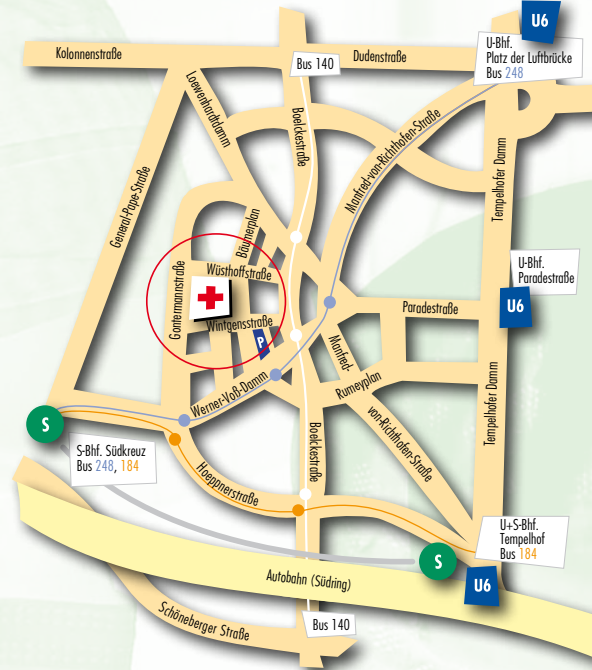 U6
Kolonnenstraße
Dudenstraße
Bus 140
U-Bhf.
Platz der Luftbrücke
Bus 248
Loewenhardtdamm
Boelckestraße
Manfred-von-Richthofen-Straße
Tempelhofer Damm
General-Pape-Straße
Bäumerplan
Gontermannstraße
Wüsthoffstraße
U-Bhf.
Paradestraße
U6
Paradestraße
Wintgensstraße
P
Manfred-
von-Richthofen-Straße
Rumeyplan
Werner-Voß-Damm
Tempelhofer Damm
S
S-Bhf. Südkreuz
Bus 248, 184
Boelckestraße
Hoeppnerstraße
U+S-Bhf.
Tempelhof
Bus 184
S
U6
Autobahn (Südring)
Schöneberger Straße
Bus 140